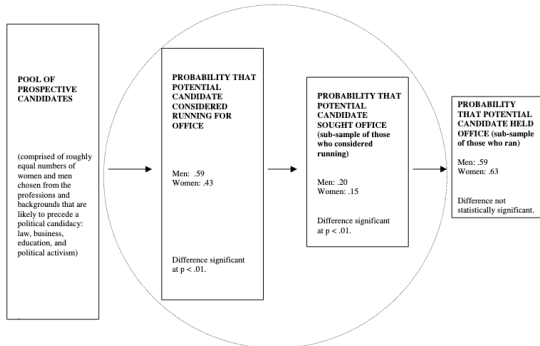 POOL OF
PROSPECTIVE
CANDIDATES
(comprised of roughly
equal numbers of
women and men
chosen from the
professions and
backgrounds that are
likely to precede a
political candidacy:
law, business,
education, and
political activism)
PROBABILITY THAT
POTENTIAL
CANDIDATE
CONSIDERED
RUNNING FOR
OFFICE
Men: .59
Women: .43
Difference significant
at p < .01.
PROBABILITY THAT
POTENTIAL
CANDIDATE
SOUGHT OFFICE
(sub-sample of those
who considered
running)
Men: .20
Women: .15
Difference significant
at p < .01.
PROBABILITY
THAT POTENTIAL
CANDIDATE HELD
OFFICE (sub-sample
of those who ran)
Men: .59
Women: .63
Difference not
statistically significant.